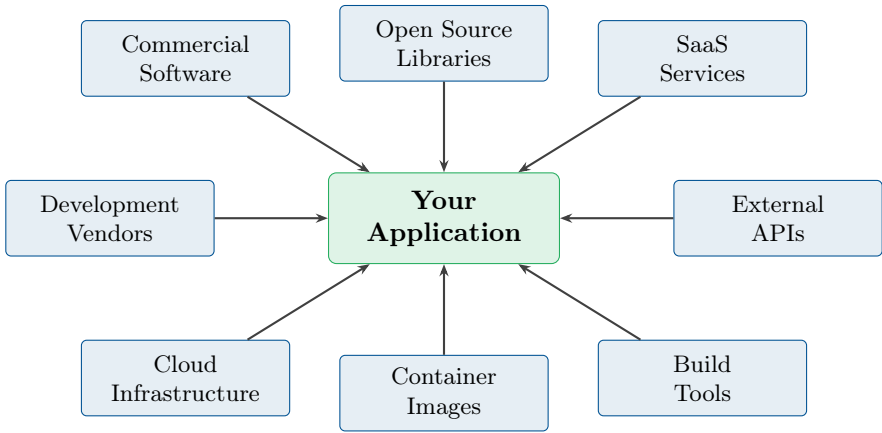 Commercial
Software
Open Source
Libraries
SaaS
Services
Development
Vendors
Your
Application
External
APIs
Cloud
Infrastructure
Container
Images
Build
Tools